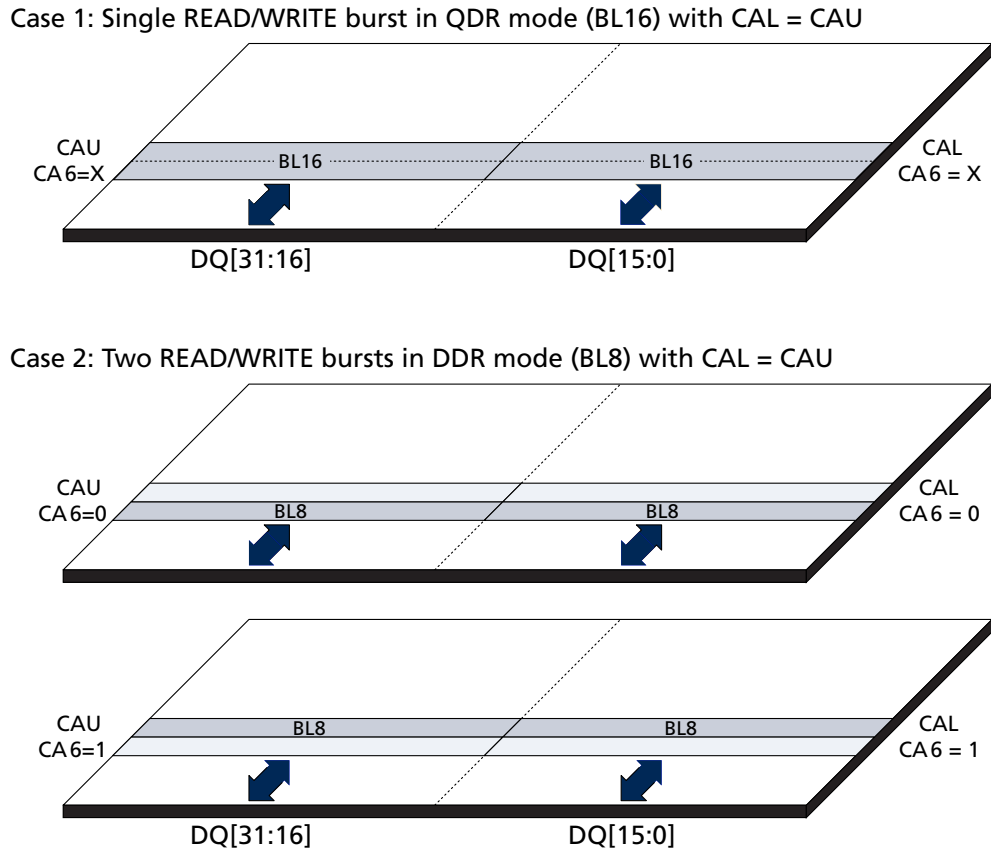 Case 1: Single READ/WRITE burst in QDR mode (BL16) with CAL = CAU
CAU
CA6=X
BL16
BL16
CAL
CA6 = X
DQ[31:16]
DQ[15:0]
Case 2: Two READ/WRITE bursts in DDR mode (BL8) with CAL = CAU
CAU
CA6=0
BL8
BL8
CAL
CA6 = 0
CAU
CA6=1
BL8
BL8
CAL
CA6 = 1
DQ[31:16]
DQ[15:0]